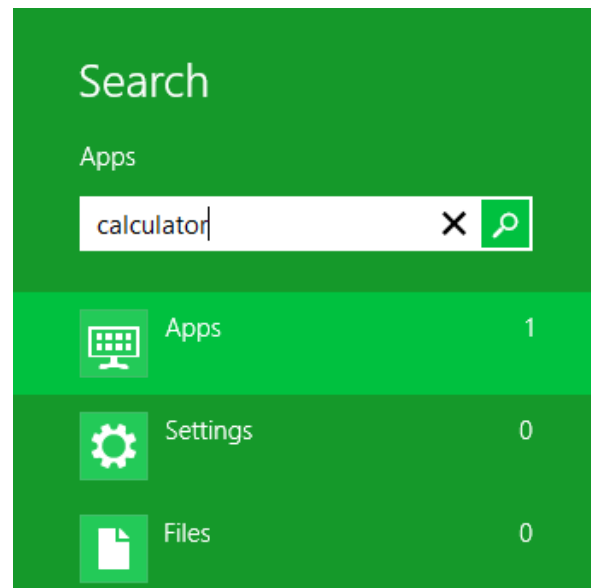 Search
Apps
calculator
Apps 1
Settings 0
Files 0